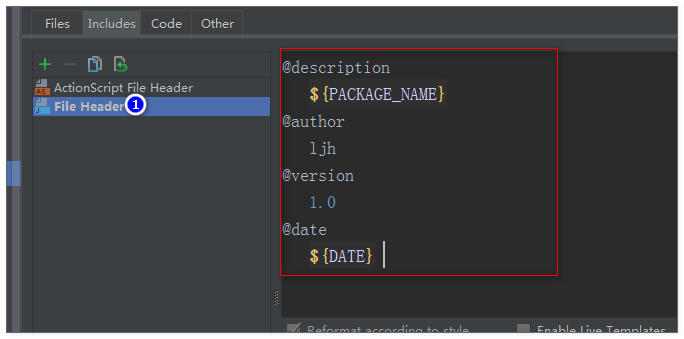 Files Includes Code Other
ActionScript File Header
File Header 1
@description
${PACKAGE_NAME}
@author
ljh
@version
1.0
@date
${DATE}
Reformat according to style Enable Live Templates